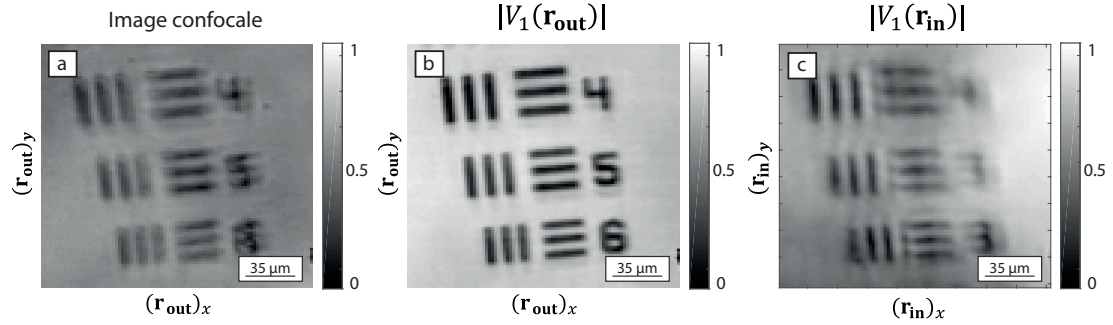 Image confocale
|V₁(r_out)|
|V₁(r_in)|
a
4
35 µm
(r_out)_y
(r_out)_x
1
0.5
0
b
4
5
6
35 µm
(r_out)_y
(r_out)_x
1
0.5
0
c
35 µm
(r_in)_y
(r_in)_x
1
0.5
0